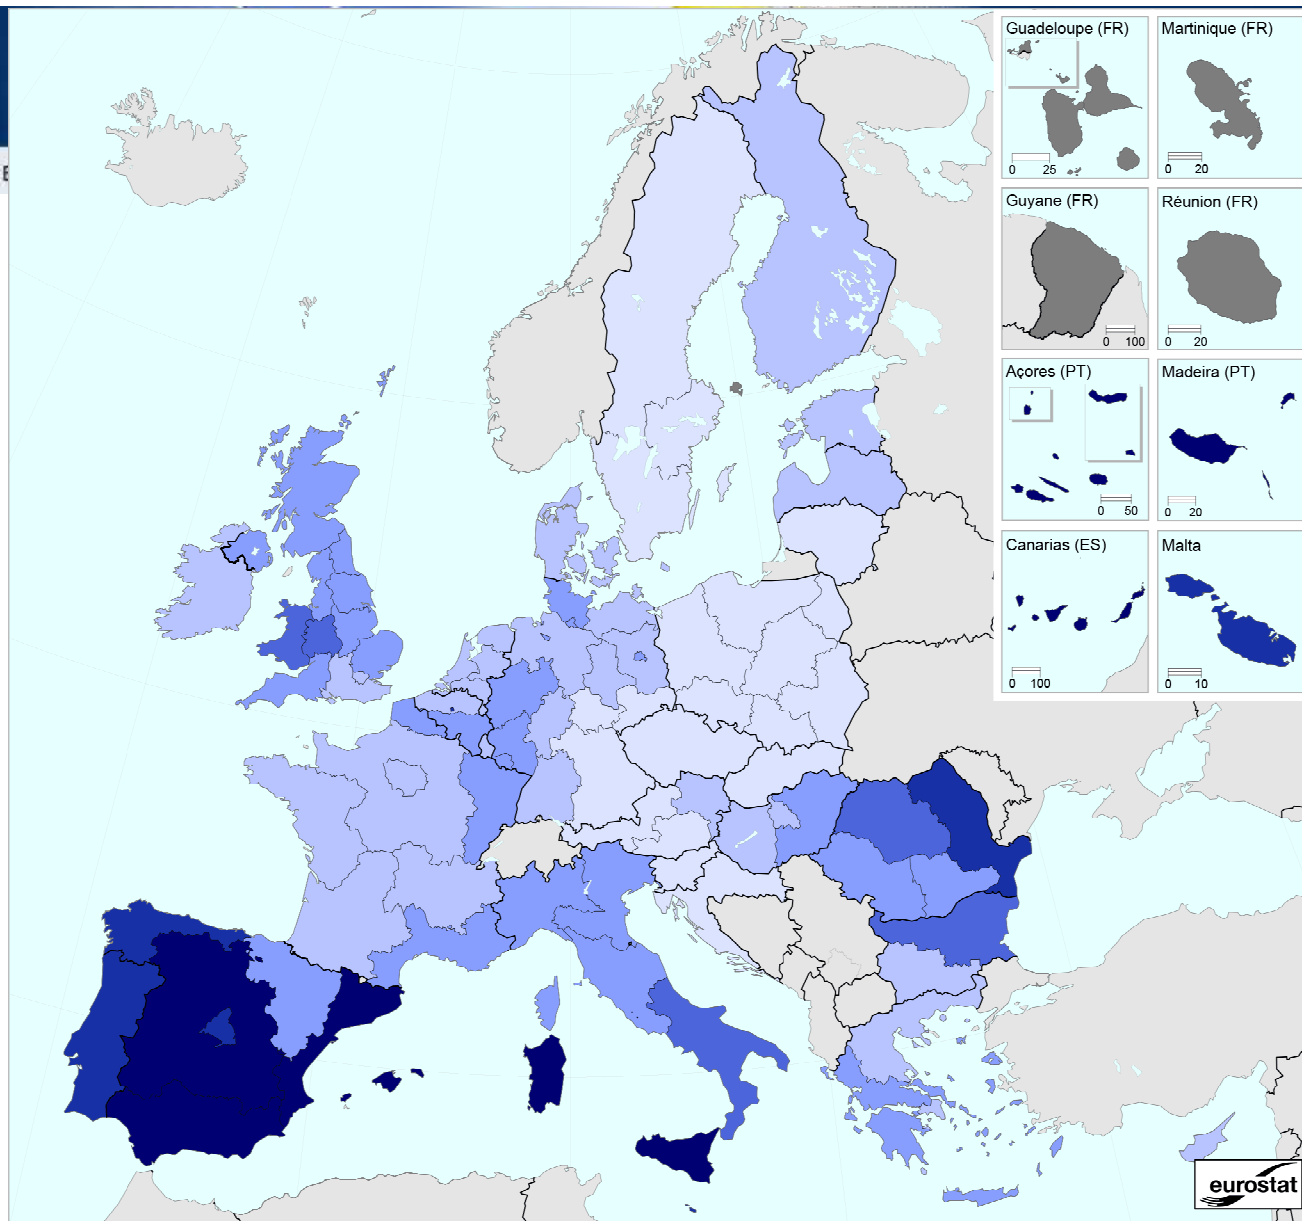 E
Guadeloupe (FR)
0 25
Martinique (FR)
0 20
Guyane (FR)
0 100
Réunion (FR)
0 20
Açores (PT)
0 50
Madeira (PT)
0 20
Canarias (ES)
0 100
Malta
0 10
eurostat